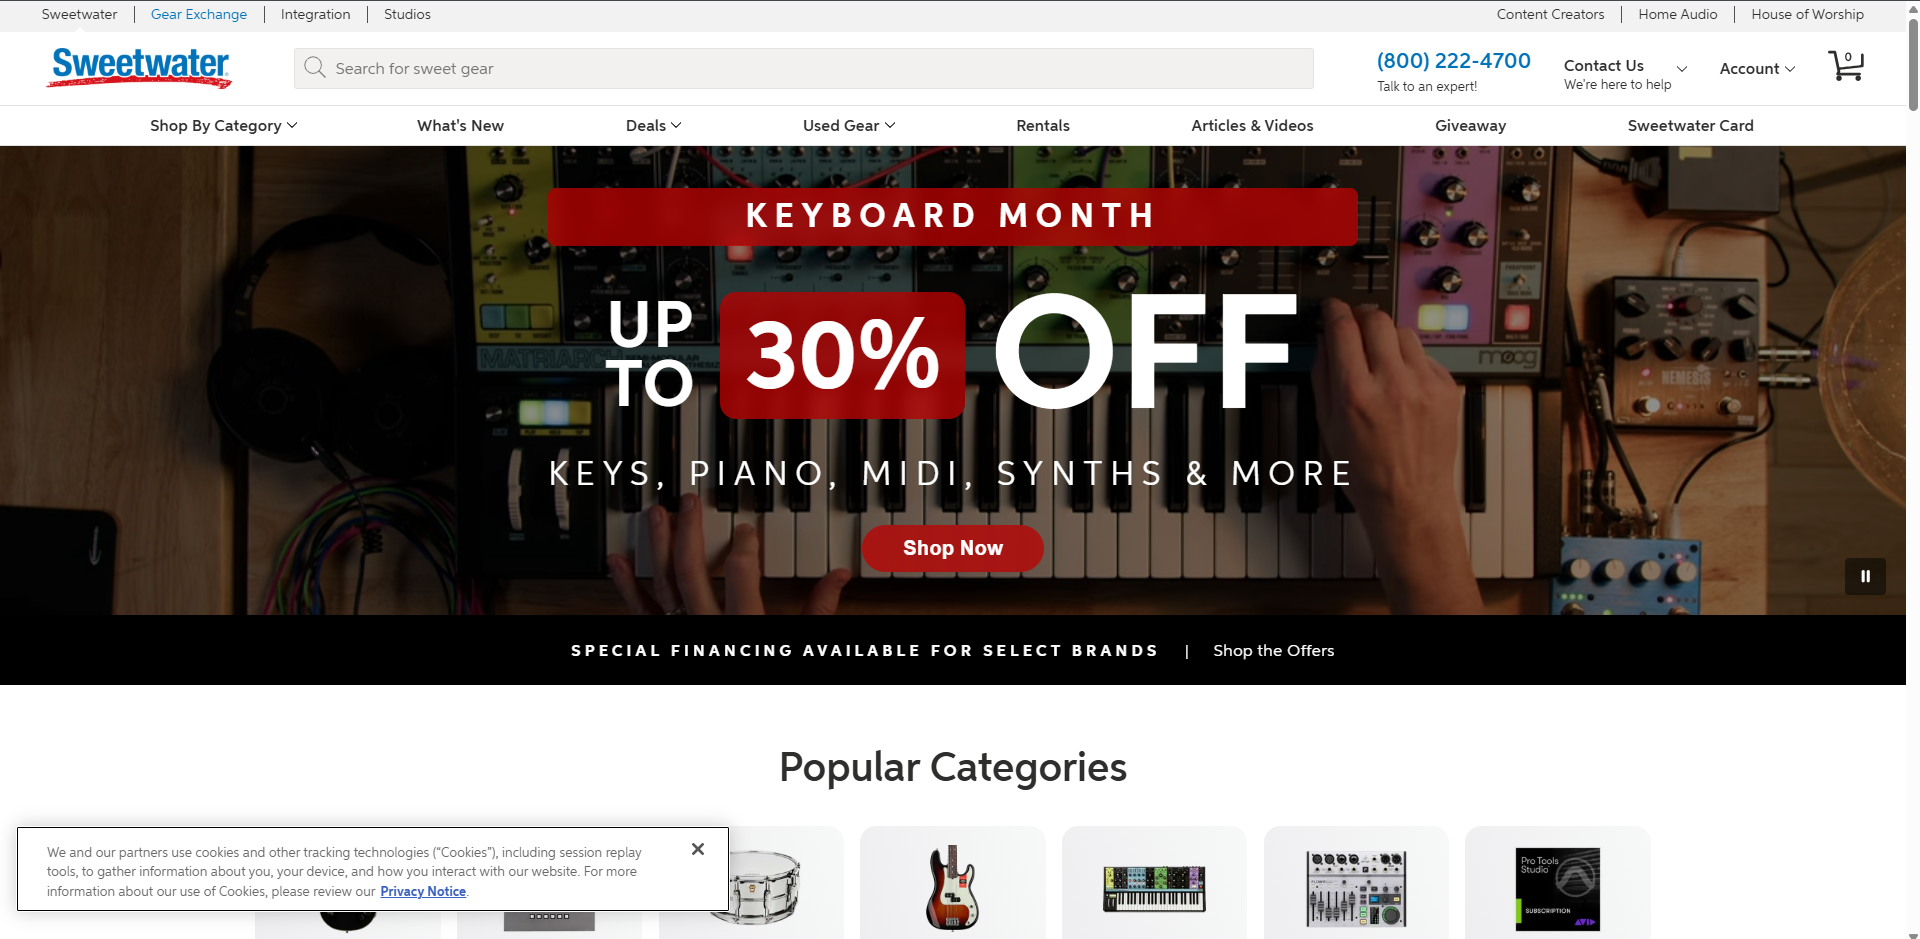 Sweetwater
Gear Exchange
Integration
Studios
Content Creators
Home Audio
House of Worship
Sweetwater
Search for sweet gear
(800) 222-4700
Talk to an expert!
Contact Us
We're here to help
Account
0
Shop By Category
What's New
Deals
Used Gear
Rentals
Articles & Videos
Giveaway
Sweetwater Card
KEYBOARD MONTH
UP
TO
30%
OFF
MATRIARCH
moog
NEMESIS
KEYS, PIANO, MIDI, SYNTHS & MORE
Shop Now
SPECIAL FINANCING AVAILABLE FOR SELECT BRANDS
|
Shop the Offers
Popular Categories
We and our partners use cookies and other tracking technologies (“Cookies”), including session replay
tools, to gather information about you, your device, and how you interact with our website. For more
information about our use of Cookies, please review our Privacy Notice.
Pro Tools
Studio
SUBSCRIPTION
AVID